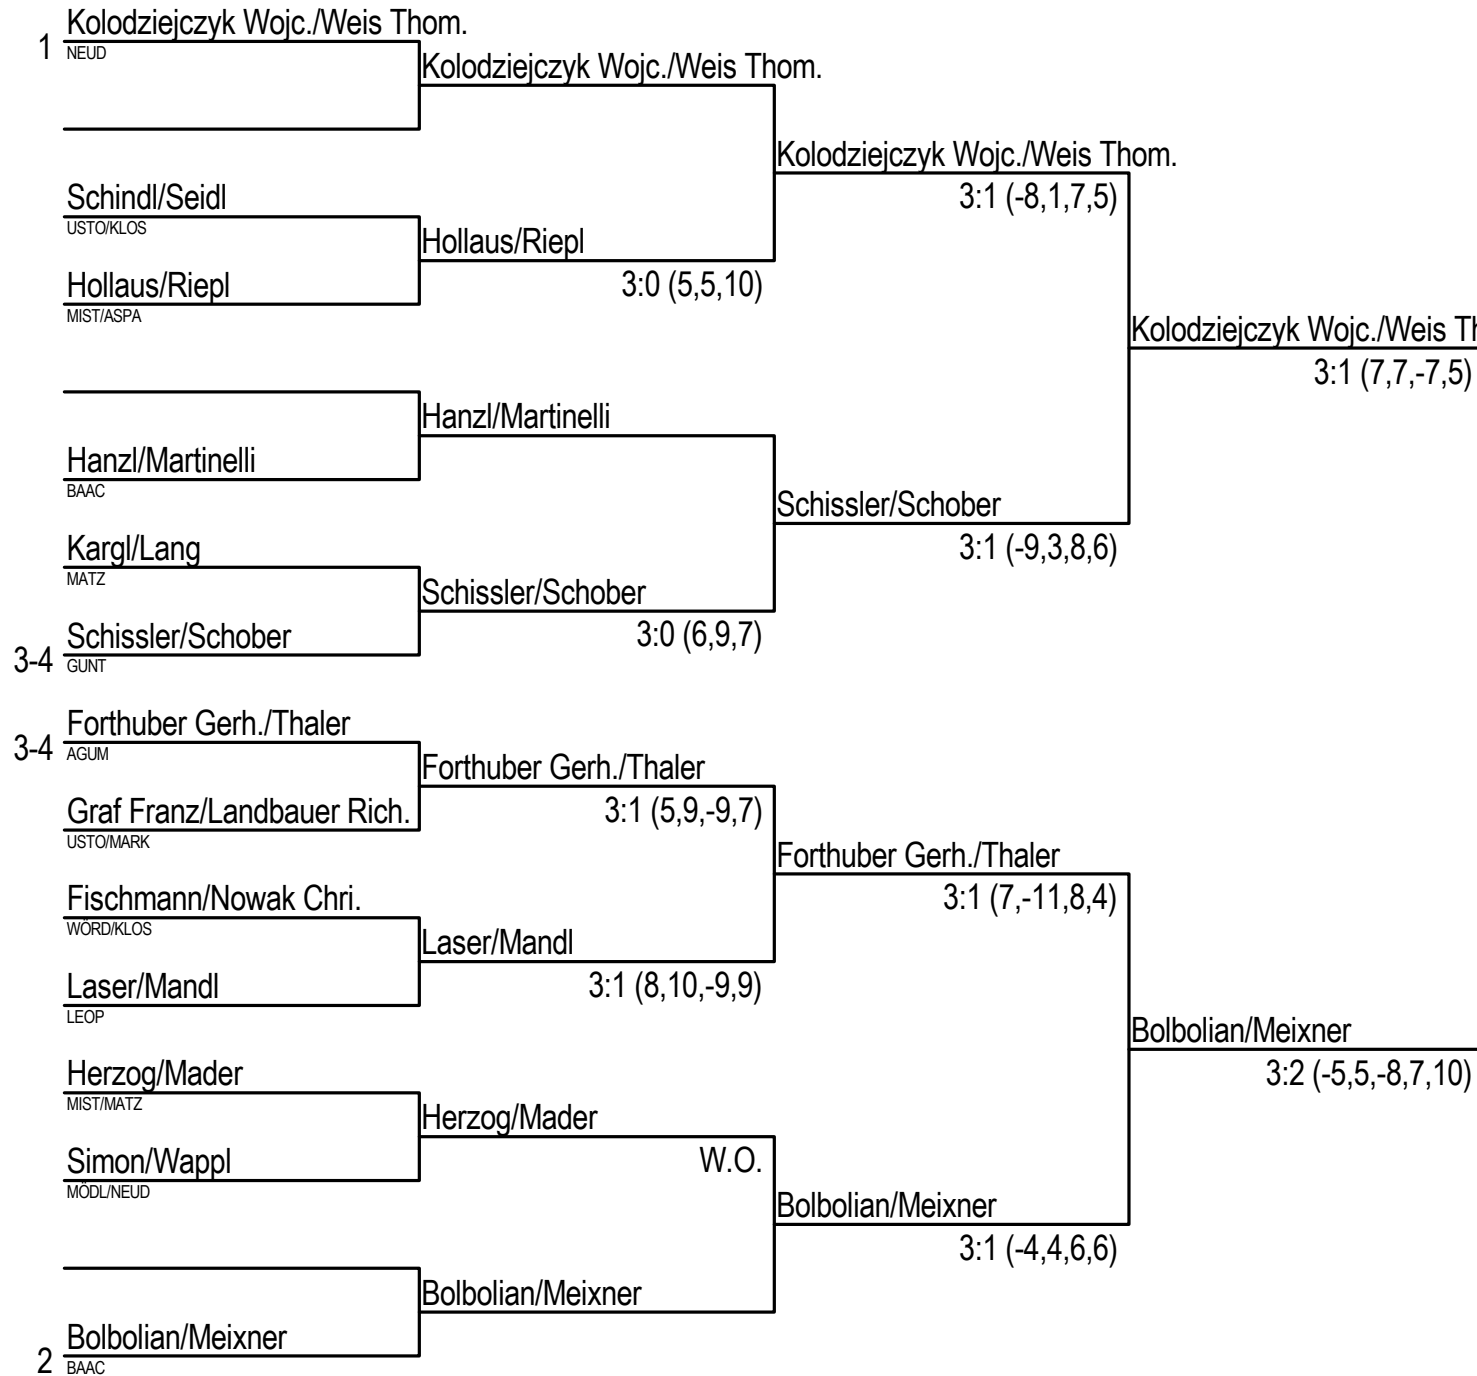 Kolodziejczyk Wojc./Weis Thom.
1
NEUD
Kolodziejczyk Wojc./Weis Thom.
Kolodziejczyk Wojc./Weis Thom.
3:1 (-8,1,7,5)
Schindl/Seidl
USTO/KLOS
Hollaus/Riepl
3:0 (5,5,10)
Hollaus/Riepl
MIST/ASPA
Kolodziejczyk Wojc./Weis Th
3:1 (7,7,-7,5)
Hanzl/Martinelli
Hanzl/Martinelli
BAAC
Schissler/Schober
3:1 (-9,3,8,6)
Kargl/Lang
MATZ
Schissler/Schober
3:0 (6,9,7)
Schissler/Schober
3-4
GUNT
Forthuber Gerh./Thaler
3-4
AGUM
Forthuber Gerh./Thaler
3:1 (5,9,-9,7)
Graf Franz/Landbauer Rich.
USTO/MARK
Forthuber Gerh./Thaler
3:1 (7,-11,8,4)
Fischmann/Nowak Chri.
WÖRD/KLOS
Laser/Mandl
3:1 (8,10,-9,9)
Laser/Mandl
LEOP
Bolbolian/Meixner
3:2 (-5,5,-8,7,10)
Herzog/Mader
MIST/MATZ
Herzog/Mader
W.O.
Simon/Wappl
MÖDL/NEUD
Bolbolian/Meixner
3:1 (-4,4,6,6)
Bolbolian/Meixner
Bolbolian/Meixner
2
BAAC